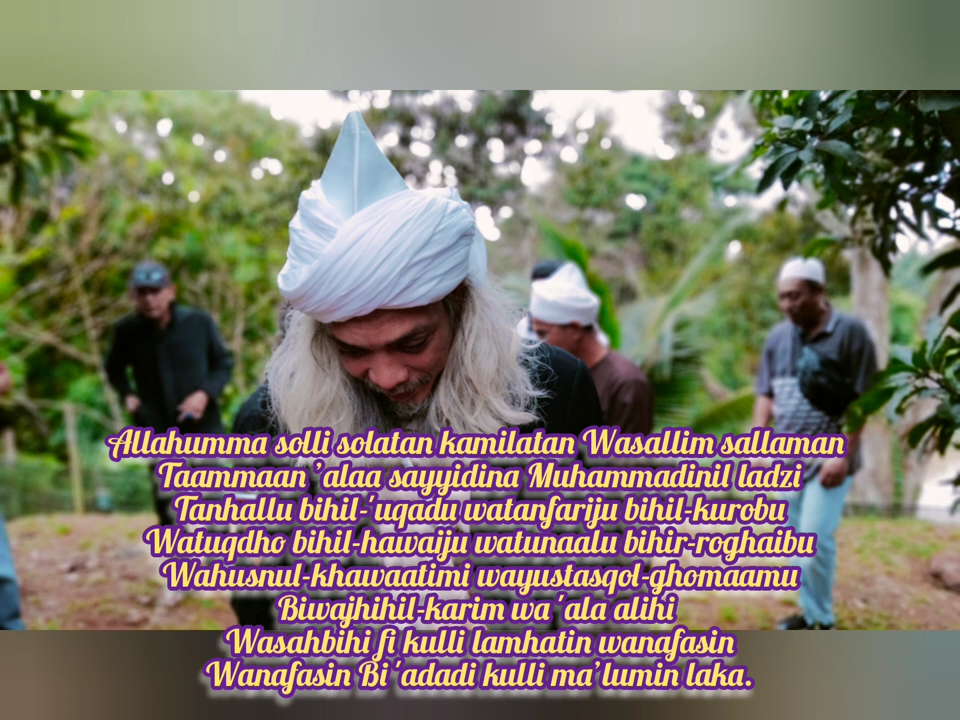 Allahumma solli solatan kamilatan Wasallim sallaman
Taammaan 'alaa sayyidina Muhammadinil ladzi
Tanhallu bihil-'uqadu watanfariju bihil-kurobu
Watuqdho bihil-hawaiju watunaalu bihir-roghaibu
Wahusnul-khawaatimi wayustasqol-ghomaamu
Biwajhihil-karim wa 'ala alihi
Wasahbihi fi kulli lamhatin wanafasin
Wanafasin Bi 'adadi kulli ma'lumin laka.